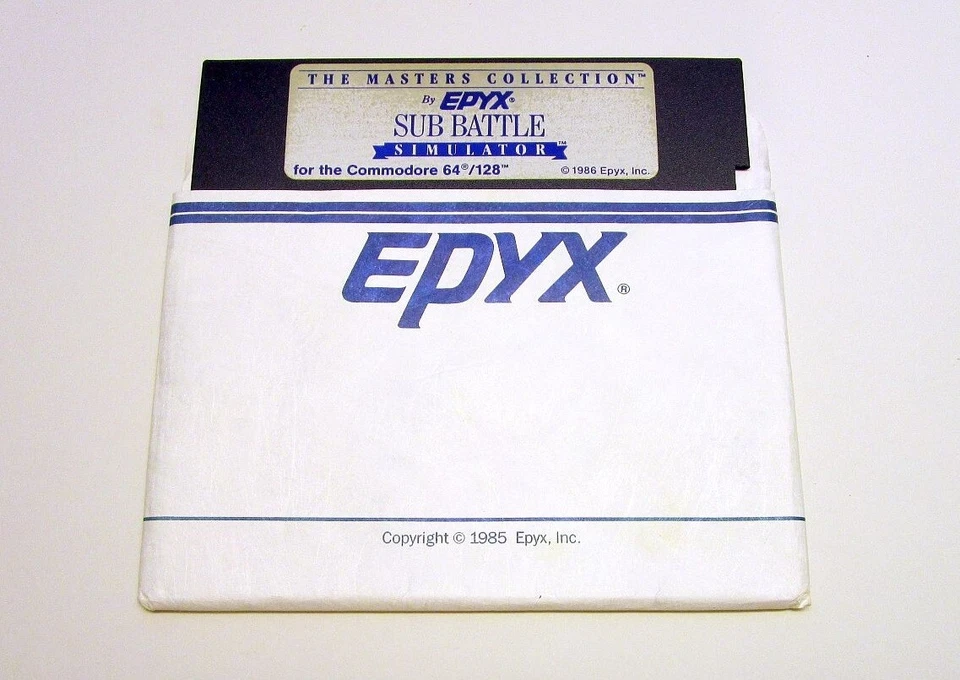 THE MASTERS COLLECTION™
By EPYX®
SUB BATTLE
SIMULATOR™
for the Commodore 64®/128™ © 1986 Epyx, Inc.
EPYX®
Copyright © 1985 Epyx, Inc.